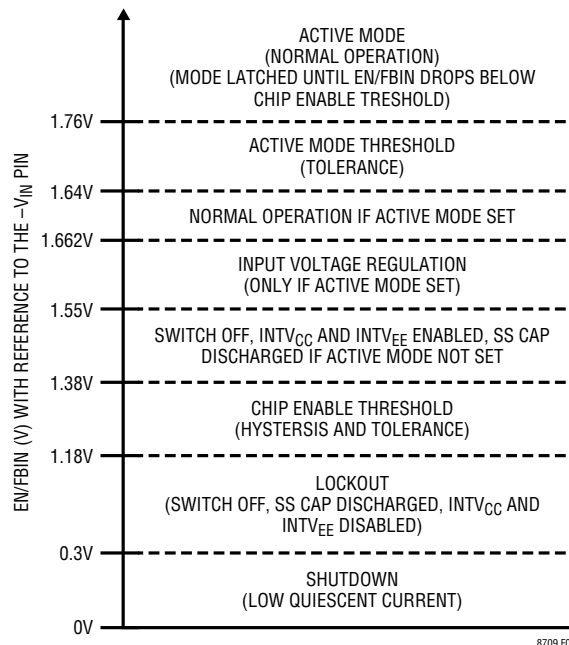 ACTIVE MODE
(NORMAL OPERATION)
(MODE LATCHED UNTIL EN/FBIN DROPS BELOW
CHIP ENABLE TRESHOLD)
1.76V
ACTIVE MODE THRESHOLD
(TOLERANCE)
1.64V
NORMAL OPERATION IF ACTIVE MODE SET
1.662V
INPUT VOLTAGE REGULATION
(ONLY IF ACTIVE MODE SET)
1.55V
SWITCH OFF, INTVCC AND INTVEE ENABLED, SS CAP
DISCHARGED IF ACTIVE MODE NOT SET
1.38V
CHIP ENABLE THRESHOLD
(HYSTERSIS AND TOLERANCE)
1.18V
LOCKOUT
(SWITCH OFF, SS CAP DISCHARGED, INTVCC AND
INTVEE DISABLED)
0.3V
SHUTDOWN
(LOW QUIESCENT CURRENT)
0V
EN/FBIN (V) WITH REFERENCE TO THE –VIN PIN